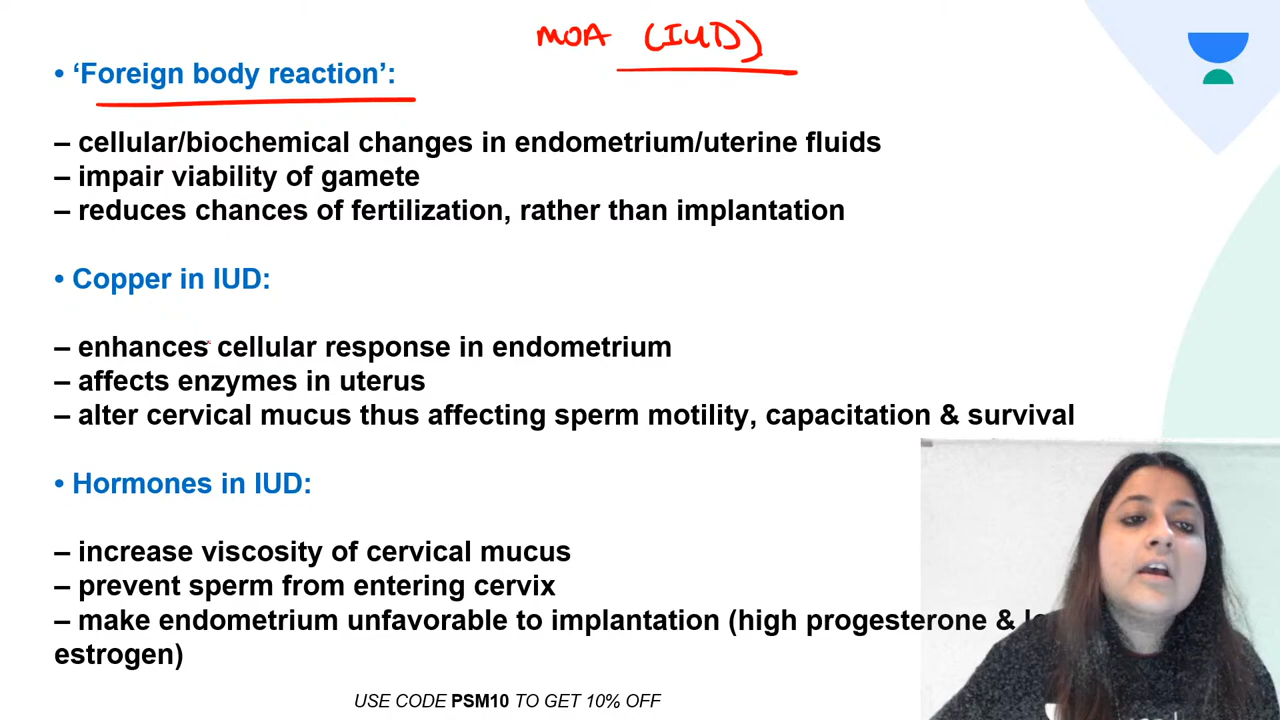 MOA (IUD)
• ‘Foreign body reaction’:
– cellular/biochemical changes in endometrium/uterine fluids
– impair viability of gamete
– reduces chances of fertilization, rather than implantation
• Copper in IUD:
– enhances cellular response in endometrium
– affects enzymes in uterus
– alter cervical mucus thus affecting sperm motility, capacitation & survival
• Hormones in IUD:
– increase viscosity of cervical mucus
– prevent sperm from entering cervix
– make endometrium unfavorable to implantation (high progesterone &
estrogen)
USE CODE PSM10 TO GET 10% OFF